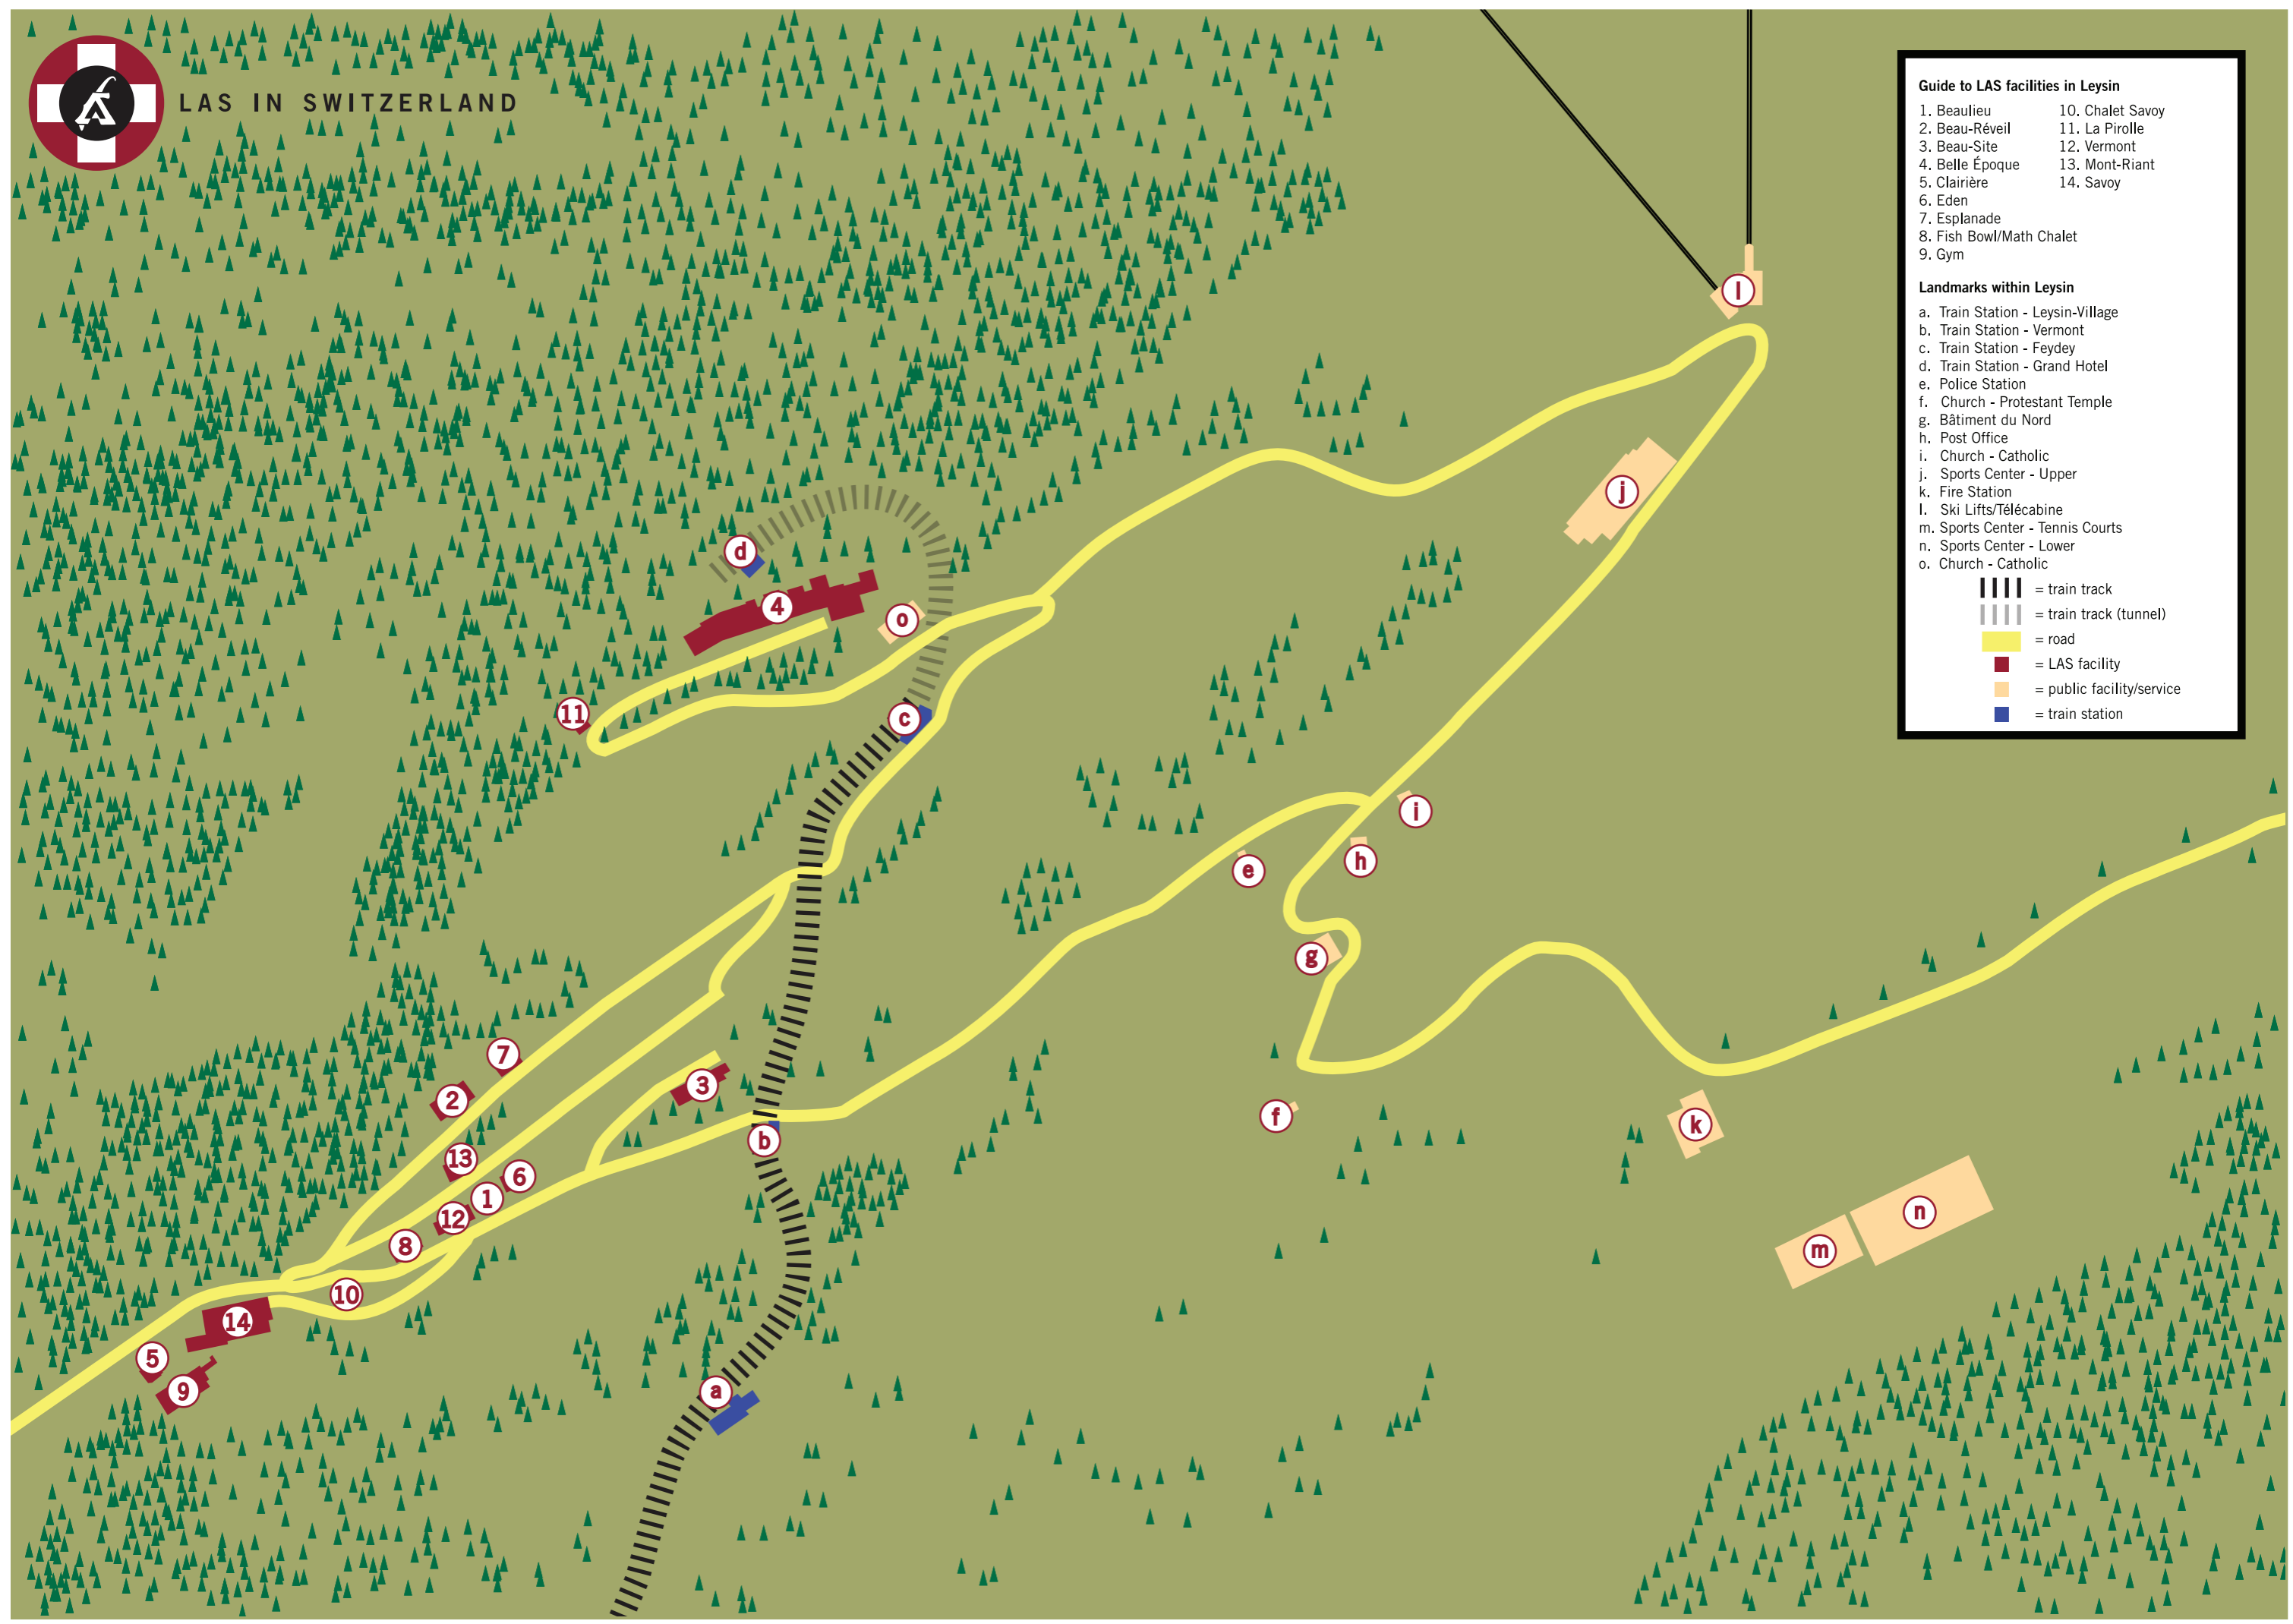 LAS IN SWITZERLAND
Guide to LAS facilities in Leysin
1. Beaulieu
2. Beau-Réveil
3. Beau-Site
4. Belle Époque
5. Clairière
6. Eden
7. Esplanade
8. Fish Bowl/Math Chalet
9. Gym
10. Chalet Savoy
11. La Pirolle
12. Vermont
13. Mont-Riant
14. Savoy
Landmarks within Leysin
a. Train Station - Leysin-Village
b. Train Station - Vermont
c. Train Station - Feydey
d. Train Station - Grand Hotel
e. Police Station
f. Church - Protestant Temple
g. Bâtiment du Nord
h. Post Office
i. Church - Catholic
j. Sports Center - Upper
k. Fire Station
l. Ski Lifts/Télécabine
m. Sports Center - Tennis Courts
n. Sports Center - Lower
o. Church - Catholic
= train track
= train track (tunnel)
= road
= LAS facility
= public facility/service
= train station
l
j
d
4
o
11
c
i
h
e
g
7
3
2
f
k
b
13
6
1
12
n
8
m
10
14
5
9
a